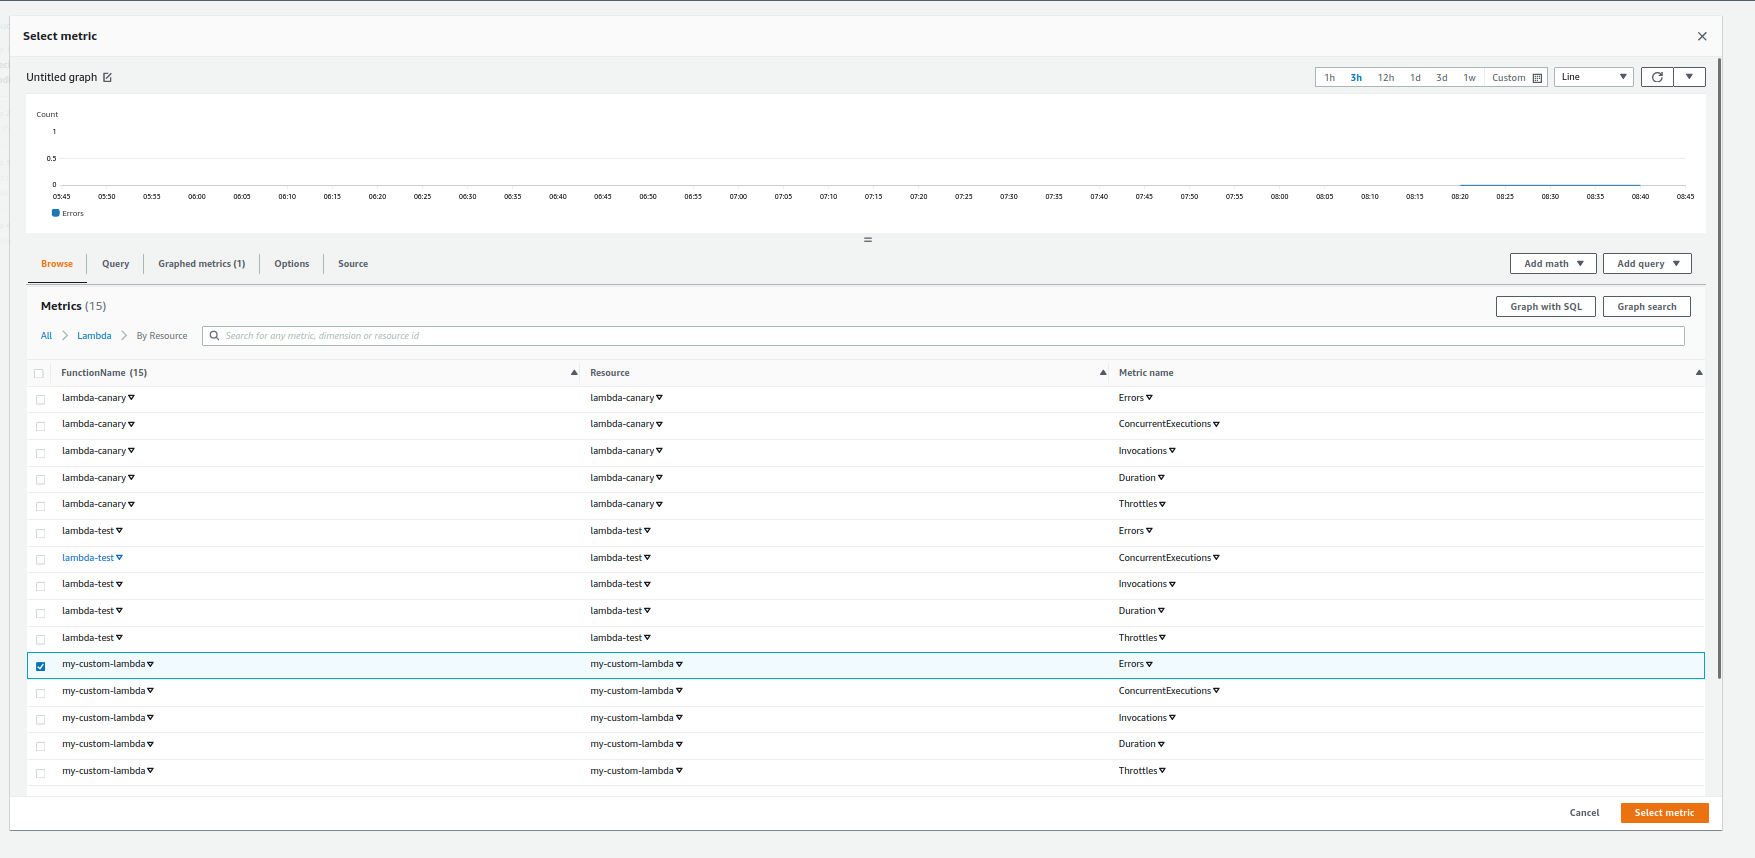 Select metric
Untitled graph
1h 3h 12h 1d 3d 1w Custom Line
Count
1
0.5
0
05:45 05:50 05:55 06:00 06:05 06:10 06:15 06:20 06:25 06:30 06:35 06:40 06:45 06:50 06:55 07:00 07:05 07:10 07:15 07:20 07:25 07:30 07:35 07:40 07:45 07:50 07:55 08:00 08:05 08:10 08:15 08:20 08:25 08:30 08:35 08:40 08:45
Errors
Browse Query Graphed metrics (1) Options Source Add math Add query
Metrics (15) Graph with SQL Graph search
All Lambda By Resource Search for any metric, dimension or resource id
FunctionName (15) Resource Metric name
lambda-canary lambda-canary Errors
lambda-canary lambda-canary ConcurrentExecutions
lambda-canary lambda-canary Invocations
lambda-canary lambda-canary Duration
lambda-canary lambda-canary Throttles
lambda-test lambda-test Errors
lambda-test lambda-test ConcurrentExecutions
lambda-test lambda-test Invocations
lambda-test lambda-test Duration
lambda-test lambda-test Throttles
my-custom-lambda my-custom-lambda Errors
my-custom-lambda my-custom-lambda ConcurrentExecutions
my-custom-lambda my-custom-lambda Invocations
my-custom-lambda my-custom-lambda Duration
my-custom-lambda my-custom-lambda Throttles
Cancel Select metric